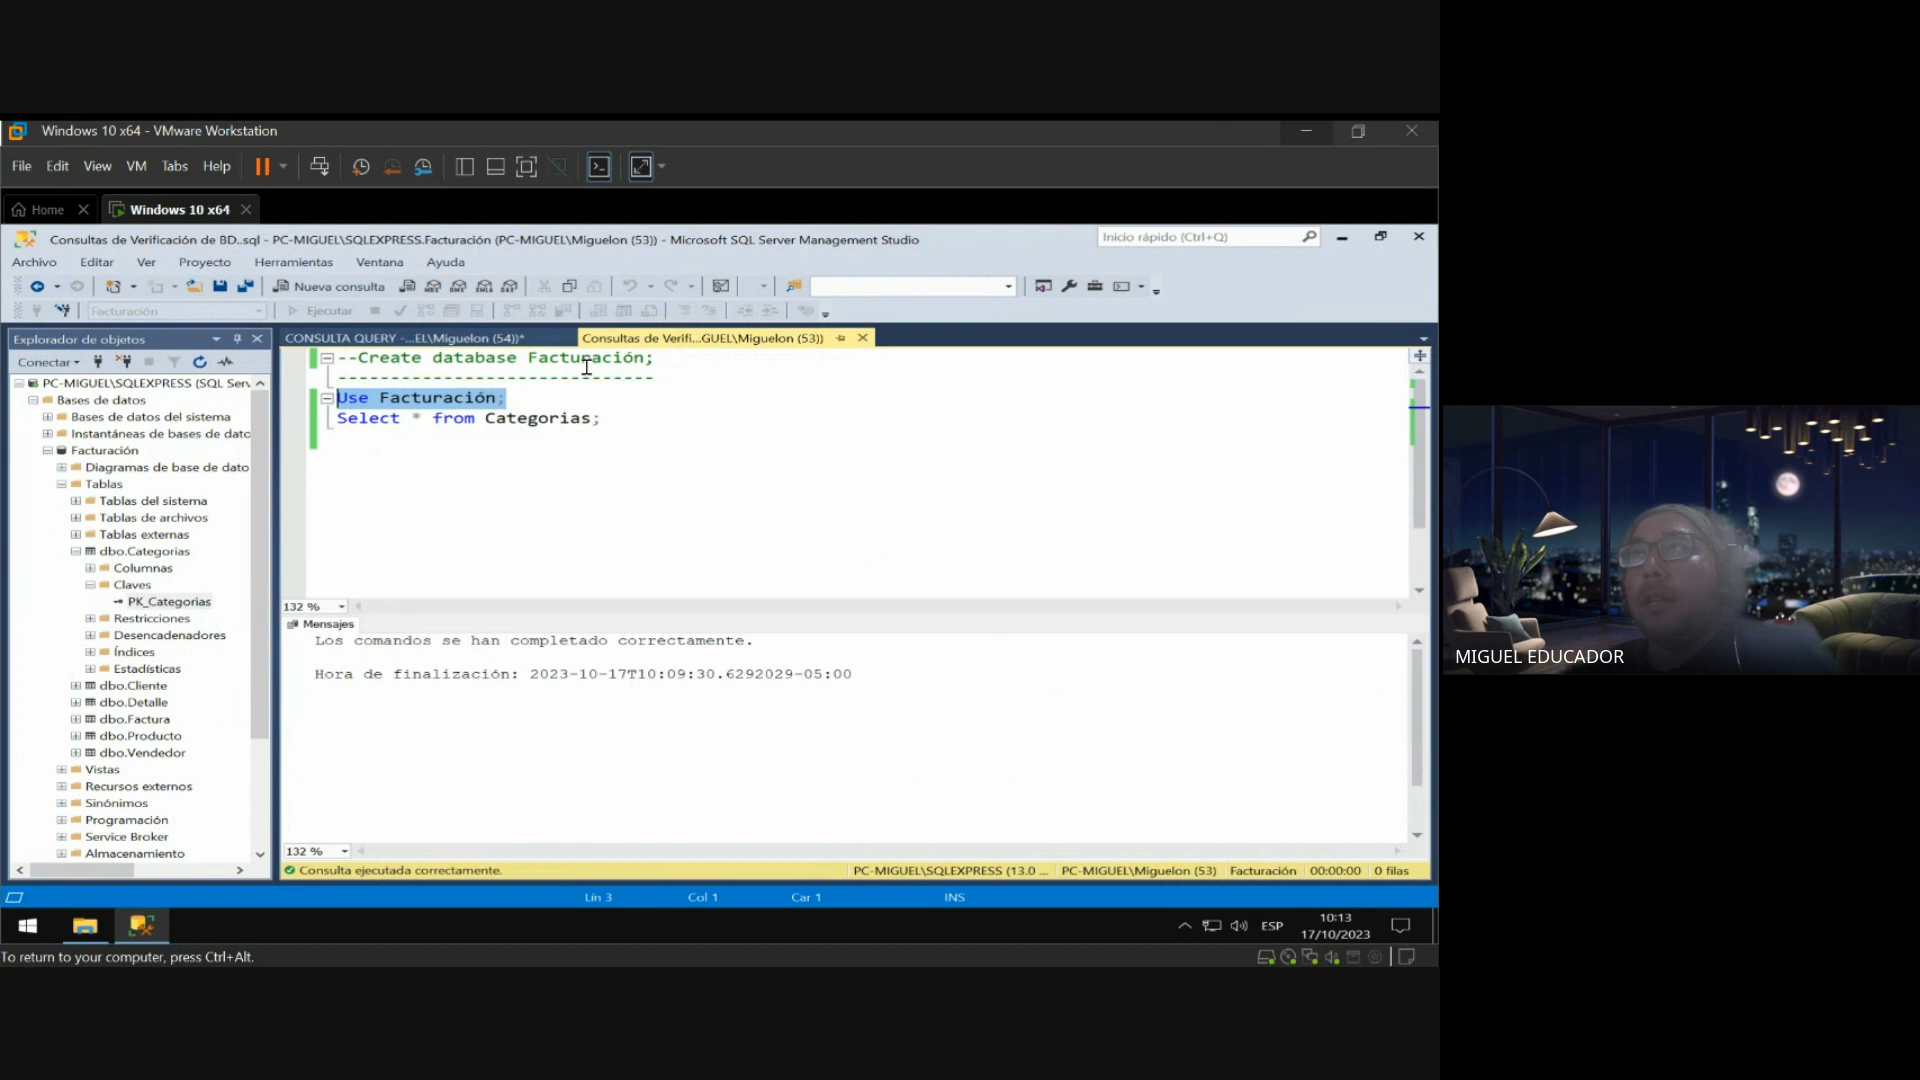 Windows 10 x64 - VMware Workstation
File Edit View VM Tabs Help
Home Windows 10 x64
Consultas de Verificación de BD..sql - PC-MIGUEL\SQLEXPRESS.Facturación (PC-MIGUEL\Miguelon (53)) - Microsoft SQL Server Management Studio
Inicio rápido (Ctrl+Q)
Archivo Editar Ver Proyecto Herramientas Ventana Ayuda
Nueva consulta
Facturación Ejecutar
Explorador de objetos
Conectar
PC-MIGUEL\SQLEXPRESS (SQL Serv
Bases de datos
Bases de datos del sistema
Instantáneas de bases de dato
Facturación
Diagramas de base de dato
Tablas
Tablas del sistema
Tablas de archivos
Tablas externas
dbo.Categorias
Columnas
Claves
PK_Categorias
Restricciones
Desencadenadores
Índices
Estadísticas
dbo.Cliente
dbo.Detalle
dbo.Factura
dbo.Producto
dbo.Vendedor
Vistas
Recursos externos
Sinónimos
Programación
Service Broker
Almacenamiento
CONSULTA QUERY -...EL\Miguelon (54))*
Consultas de Verifi...GUEL\Miguelon (53))
--Create database Facturación;
------------------------------
Use Facturación;
Select * from Categorias;
132 %
Mensajes
Los comandos se han completado correctamente.
Hora de finalización: 2023-10-17T10:09:30.6292029-05:00
132 %
Consulta ejecutada correctamente.
PC-MIGUEL\SQLEXPRESS (13.0 ... PC-MIGUEL\Miguelon (53) Facturación 00:00:00 0 filas
Lín 3 Col 1 Car 1 INS
ESP
10:13
17/10/2023
To return to your computer, press Ctrl+Alt.
MIGUEL EDUCADOR